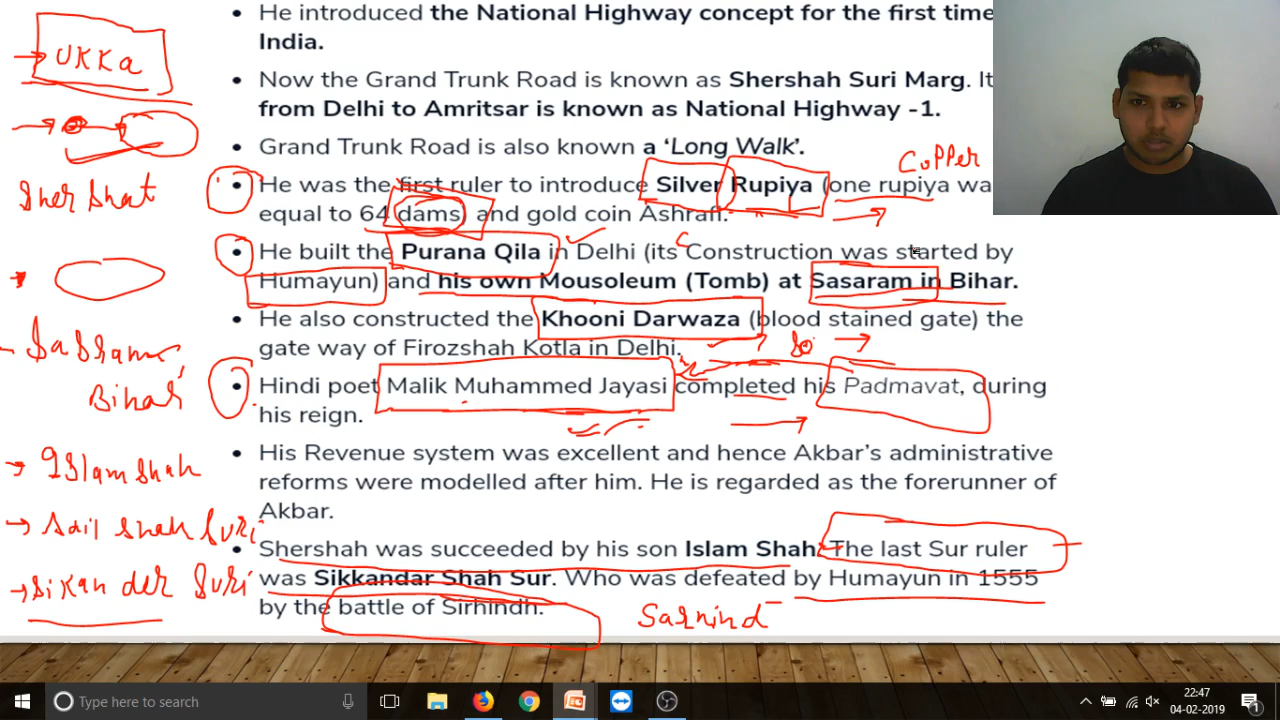 He introduced the National Highway concept for the first time
India.
Now the Grand Trunk Road is known as Shershah Suri Marg. It
from Delhi to Amritsar is known as National Highway -1.
Grand Trunk Road is also known a ‘Long Walk’.
He was the first ruler to introduce Silver Rupiya (one rupiya wa
equal to 64 dams) and gold coin Ashrafi.
He built the Purana Qila in Delhi (its Construction was started by
Humayun) and his own Mousoleum (Tomb) at Sasaram in Bihar.
He also constructed the Khooni Darwaza (blood stained gate) the
gate way of Firozshah Kotla in Delhi.
Hindi poet Malik Muhammed Jayasi completed his Padmavat, during
his reign.
His Revenue system was excellent and hence Akbar’s administrative
reforms were modelled after him. He is regarded as the forerunner of
Akbar.
Shershah was succeeded by his son Islam Shah. The last Sur ruler
was Sikkandar Shah Sur. Who was defeated by Humayun in 1555
by the battle of Sirhindh.
UKKa
Sher Shat
Bihar
Islam Shah
Sikander Suri
Copper
Sarhind
Type here to search
22:47
04-02-2019
1